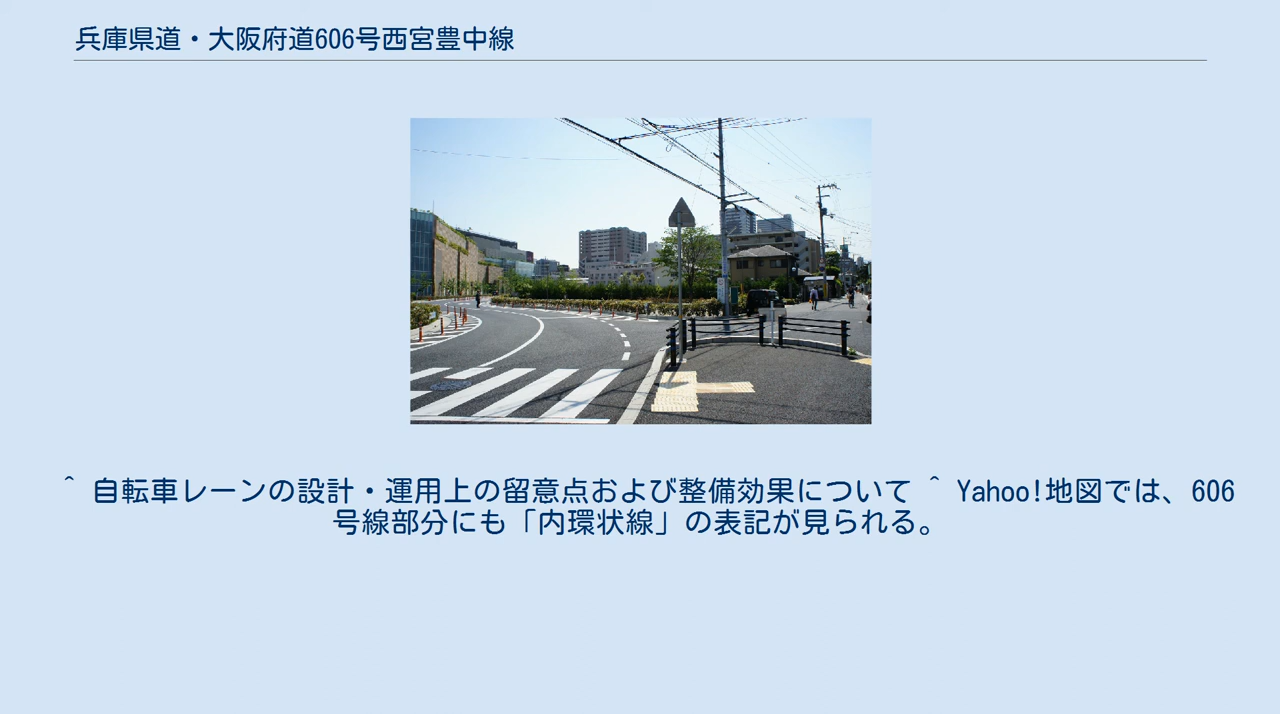 兵庫県道・大阪府道606号西宮豊中線
^ 自転車レーンの設計・運用上の留意点および整備効果について ^ Yahoo!地図では、606
号線部分にも「内環状線」の表記が見られる。